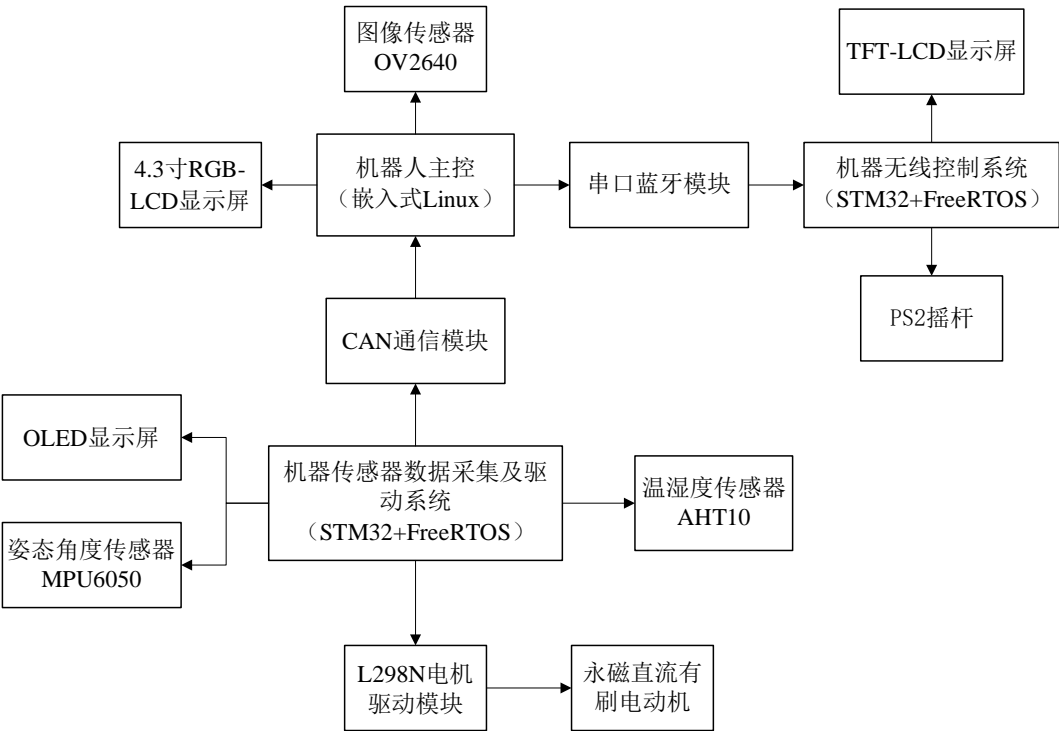 图像传感器
OV2640
TFT-LCD显示屏
4.3寸RGB-
LCD显示屏
机器人主控
（嵌入式Linux）
串口蓝牙模块
机器无线控制系统
（STM32+FreeRTOS）
CAN通信模块
PS2摇杆
OLED显示屏
机器传感器数据采集及驱
动系统
（STM32+FreeRTOS）
温湿度传感器
AHT10
姿态角度传感器
MPU6050
L298N电机
驱动模块
永磁直流有
刷电动机